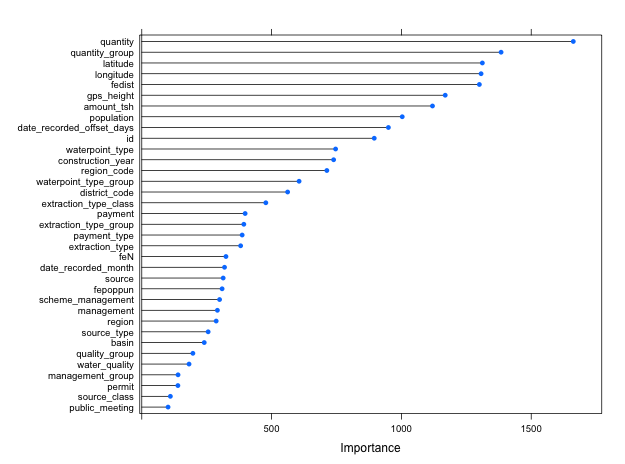 quantity
quantity_group
latitude
longitude
fedist
gps_height
amount_tsh
population
date_recorded_offset_days
id
waterpoint_type
construction_year
region_code
waterpoint_type_group
district_code
extraction_type_class
payment
extraction_type_group
payment_type
extraction_type
feN
date_recorded_month
source
fepoppun
scheme_management
management
region
source_type
basin
quality_group
water_quality
management_group
permit
source_class
public_meeting
500 1000 1500
Importance